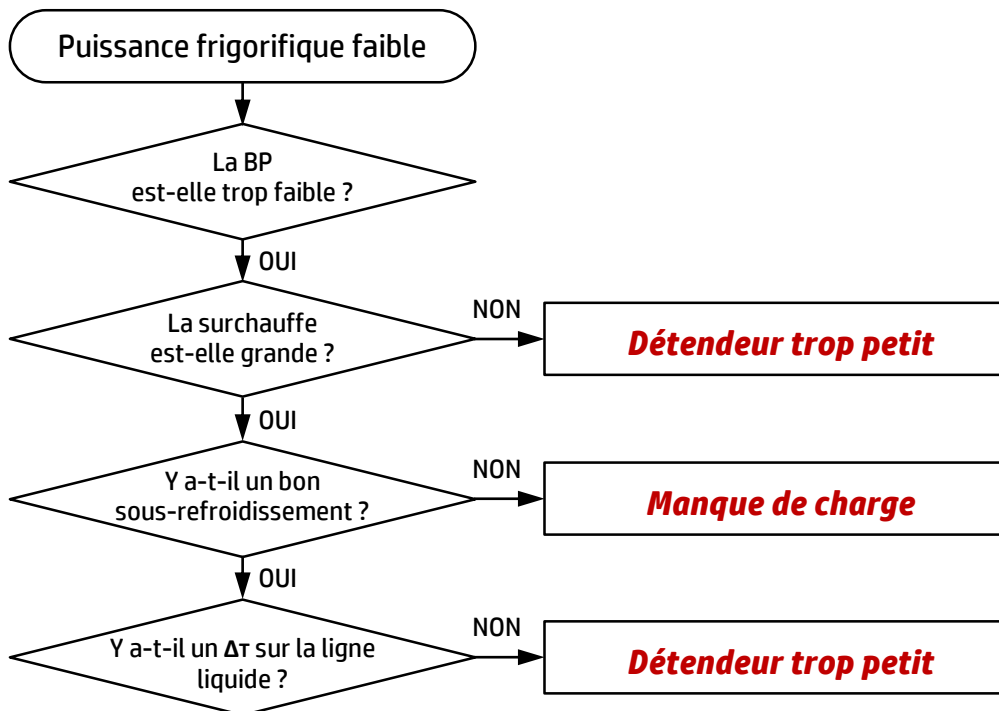 Puissance frigorifique faible
La BP
est-elle trop faible ?
OUI
La surchauffe
est-elle grande ?
NON
Détendeur trop petit
OUI
Y a-t-il un bon
sous-refroidissement ?
NON
Manque de charge
OUI
Y a-t-il un Δτ sur la ligne
liquide ?
NON
Détendeur trop petit